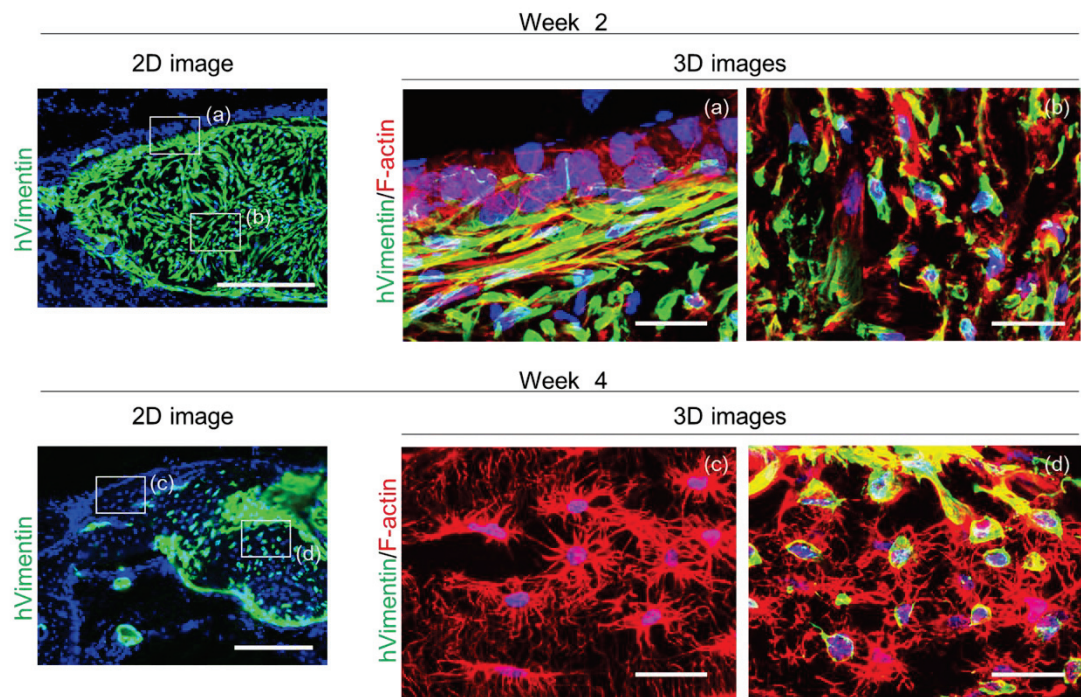 Week 2
2D image
3D images
hVimentin
(a)
(b)
hVimentin/F-actin
(a)
(b)
Week 4
2D image
3D images
hVimentin
(c)
(d)
hVimentin/F-actin
(c)
(d)